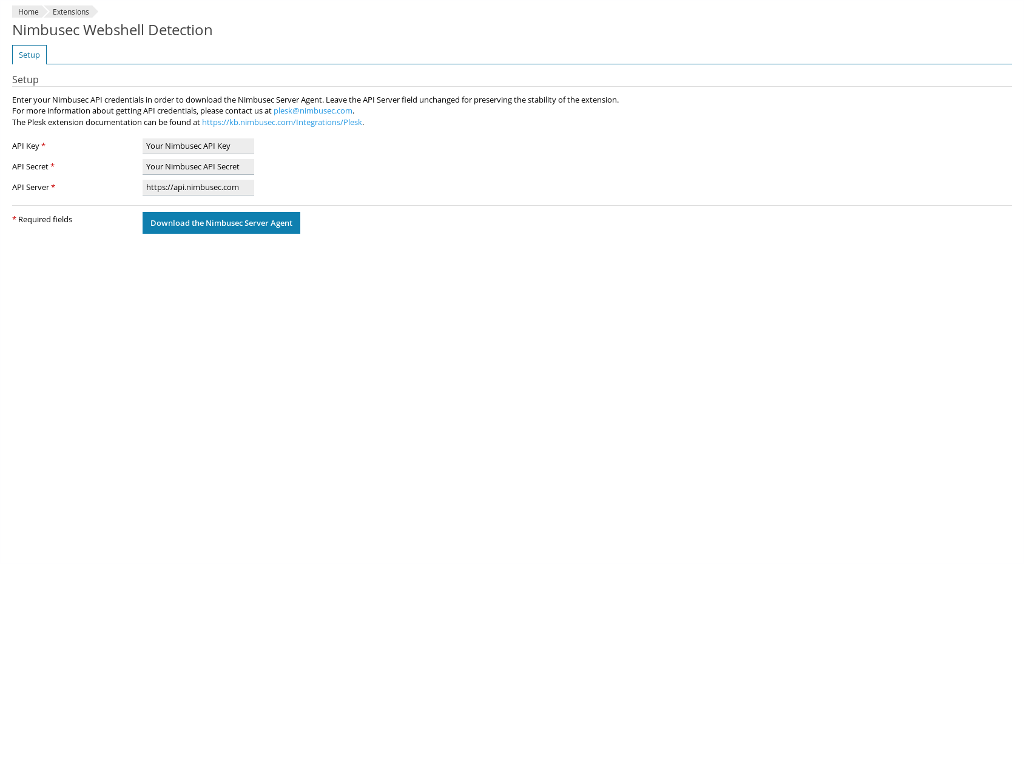 Home Extensions
Nimbusec Webshell Detection
Setup
Setup
Enter your Nimbusec API credentials in order to download the Nimbusec Server Agent. Leave the API Server field unchanged for preserving the stability of the extension.
For more information about getting API credentials, please contact us at plesk@nimbusec.com.
The Plesk extension documentation can be found at https://kb.nimbusec.com/Integrations/Plesk.
API Key * Your Nimbusec API Key
API Secret * Your Nimbusec API Secret
API Server * https://api.nimbusec.com
* Required fields Download the Nimbusec Server Agent